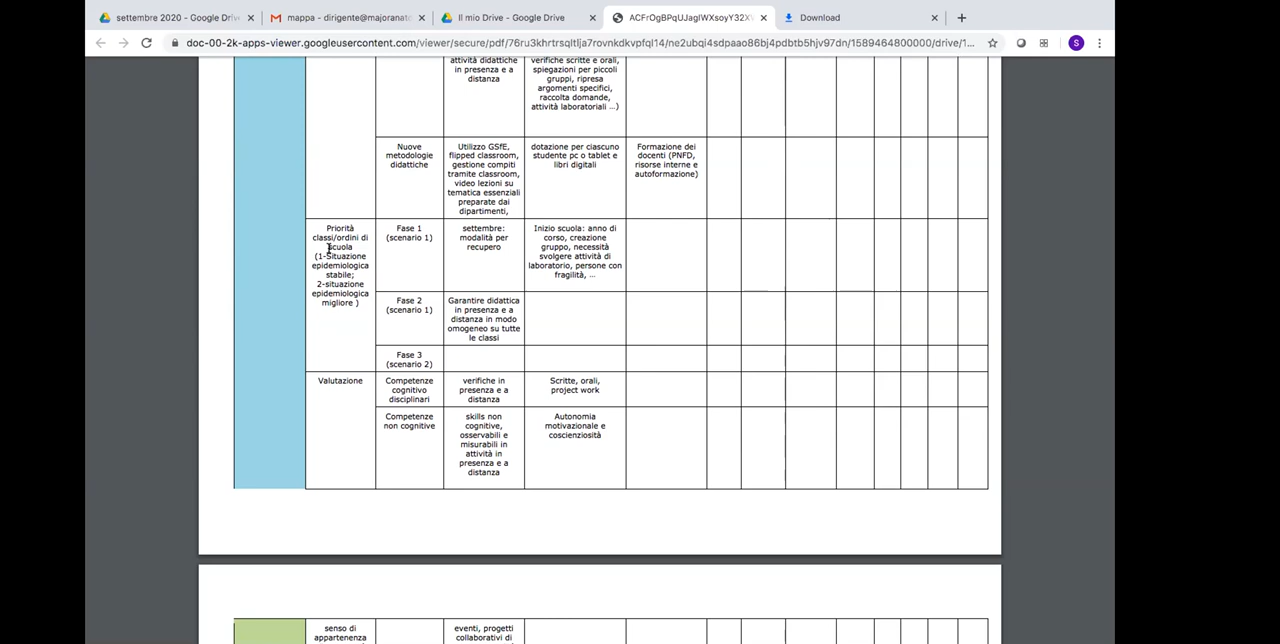 settembre 2020 - Google Driv
mappa - dirigente@majoranato
Il mio Drive - Google Drive
Download
doc-00-2k-apps-viewer.googleusercontent.com/viewer/secure/pdf/76ru3khrtrsqltlja7rovnkdkvpfql14/ne2ubqi4sdpaao86bj4pdbtb5hjv97dn/1589464800000/drive/1...
S
attività didattiche
in presenza e a
distanza
verifiche scritte e orali,
spiegazioni per piccoli
gruppi, ripresa
argomenti specifici,
raccolta domande,
attività laboratoriali …)
Nuove
metodologie
didattiche
Utilizzo GSfE,
flipped classroom,
gestione compiti
tramite classroom,
video lezioni su
tematica essenziali
preparate dai
dipartimenti,
dotazione per ciascuno
studente pc o tablet e
libri digitali
Formazione dei
docenti (PNFD,
risorse interne e
autoformazione)
Priorità
classi/ordini di
scuola
(1-Situazione
epidemiologica
stabile;
2-situazione
epidemiologica
migliore )
Fase 1
(scenario 1)
settembre:
modalità per
recupero
Inizio scuola: anno di
corso, creazione
gruppo, necessità
svolgere attività di
laboratorio, persone con
fragilità, …
Fase 2
(scenario 1)
Garantire didattica
in presenza e a
distanza in modo
omogeneo su tutte
le classi
Fase 3
(scenario 2)
Valutazione
Competenze
cognitivo
disciplinari
verifiche in
presenza e a
distanza
Scritte, orali,
project work
Competenze
non cognitive
skills non
cognitive,
osservabili e
misurabili in
attività in
presenza e a
distanza
Autonomia
motivazionale e
coscienziosità
senso di
appartenenza
eventi, progetti
collaborativi di